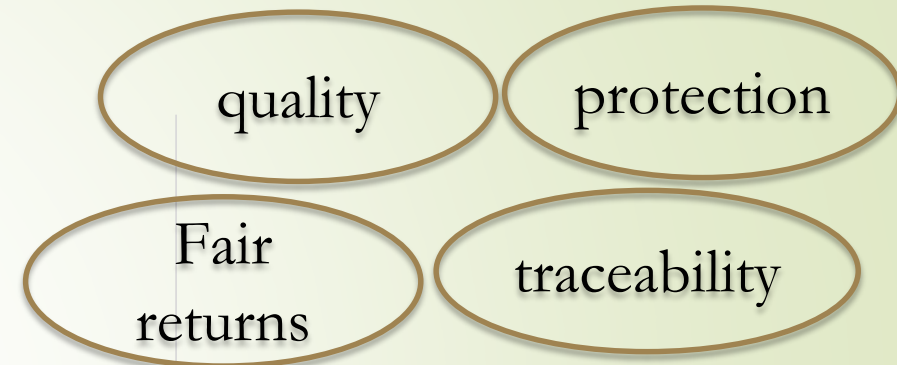 quality
protection
Fair
returns
traceability